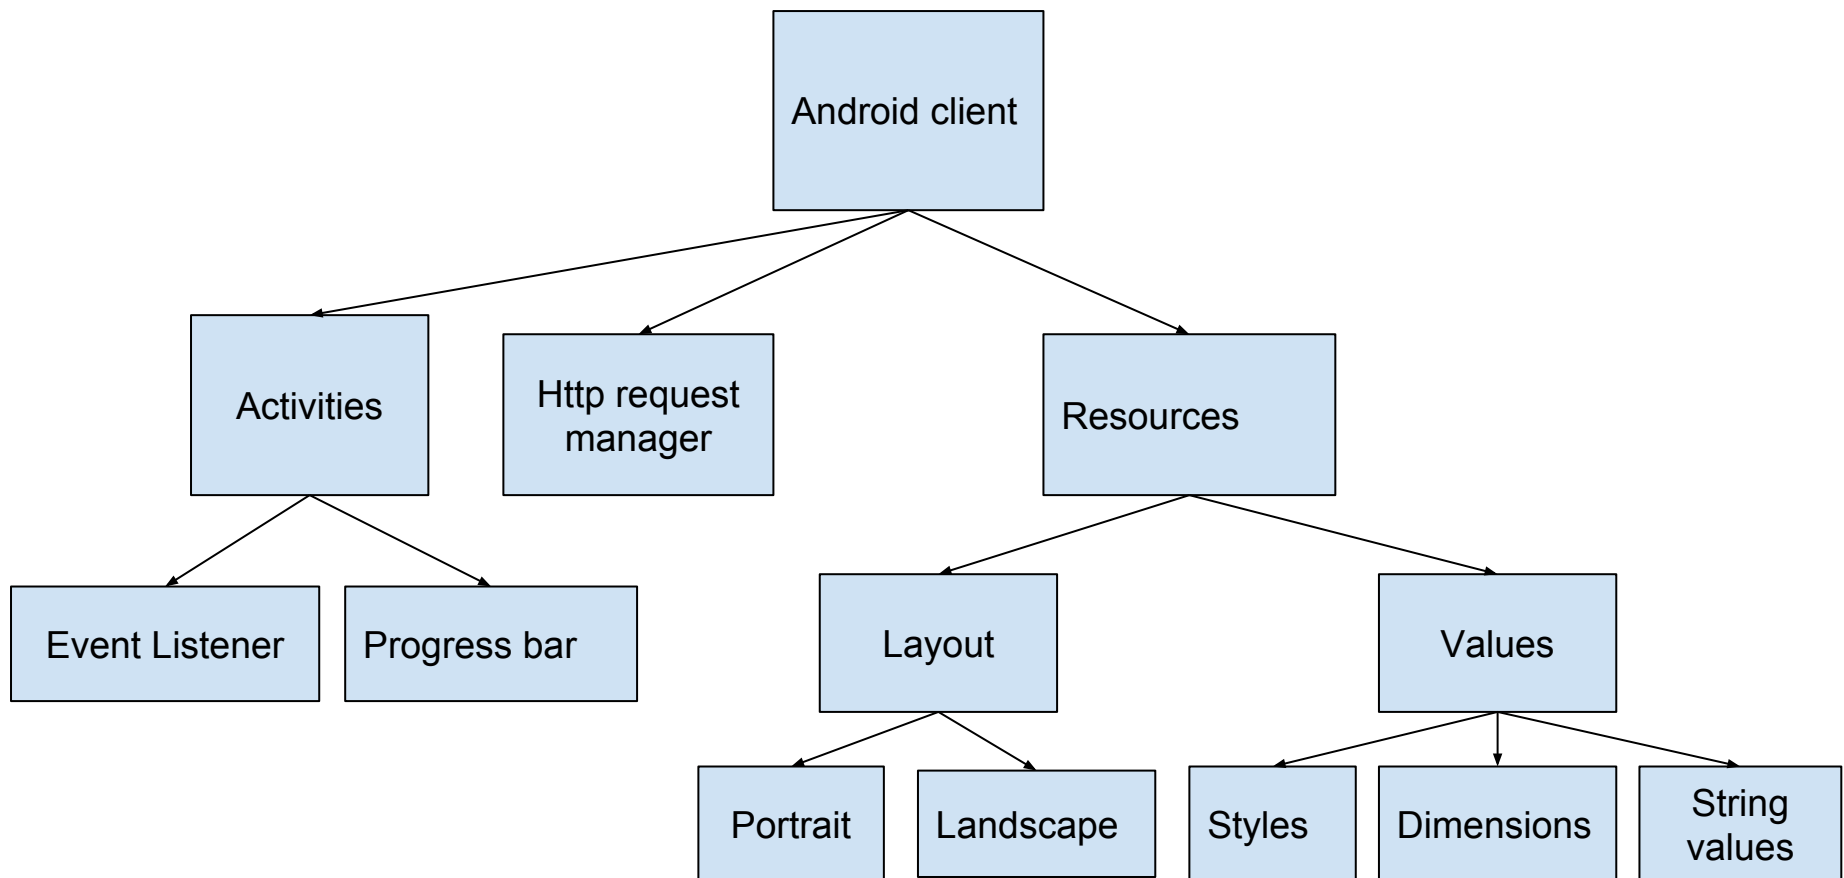 Android client
Activities
Http request
manager
Resources
Event Listener
Progress bar
Layout
Values
Portrait
Landscape
Styles
Dimensions
String
values